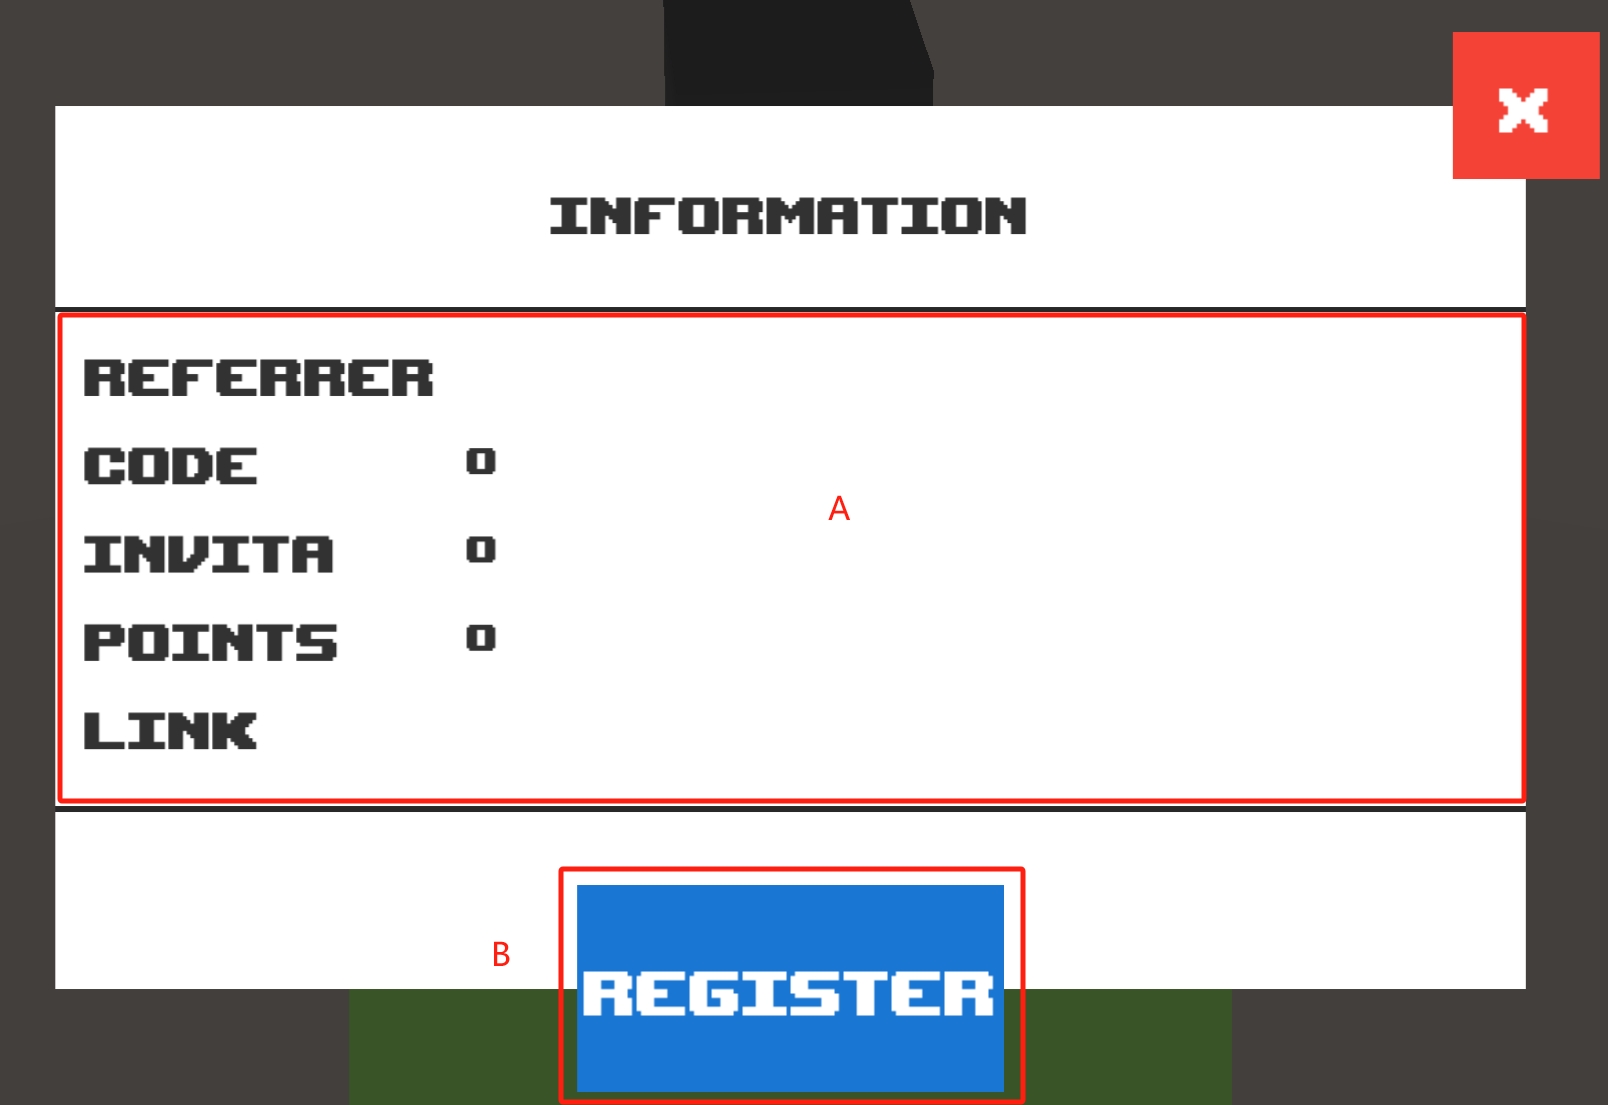 X
INFORMATION
REFERRER
CODE 0
INVITA 0
A
POINTS 0
LINK
B
REGISTER